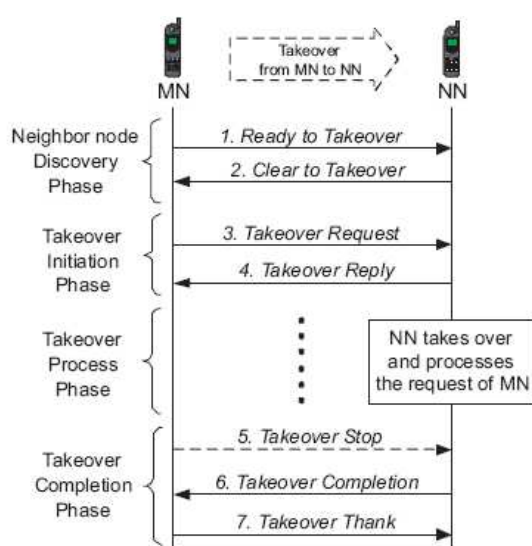 Takeover
from MN to NN
MN
NN
Neighbor node
Discovery
Phase
1. Ready to Takeover
2. Clear to Takeover
Takeover
Initiation
Phase
3. Takeover Request
4. Takeover Reply
Takeover
Process
Phase
NN takes over
and processes
the request of MN
Takeover
Completion
Phase
5. Takeover Stop
6. Takeover Completion
7. Takeover Thank